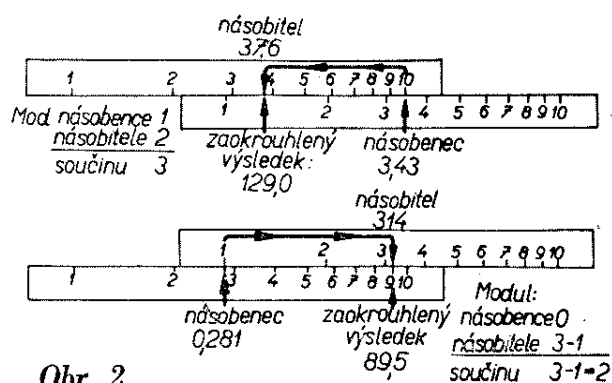 násobitel
37,6
1 2 3 4 5 6 7 8 9 10
1 2 3 4 5 6 7 8 9 10
Mod. násobence 1
násobitele 2
součinu 3
zaokrouhlený
výsledek:
129,0
násobenec
3,43
násobitel
314
1 2 3 4 5 6 7 8 9 10
1 2 3 4 5 6 7 8 9 10
násobenec
0,281
zaokrouhlený
výsledek
89,5
Modul:
násobence 0
násobitele 3-1
součinu 3-1=2
Obr. 2